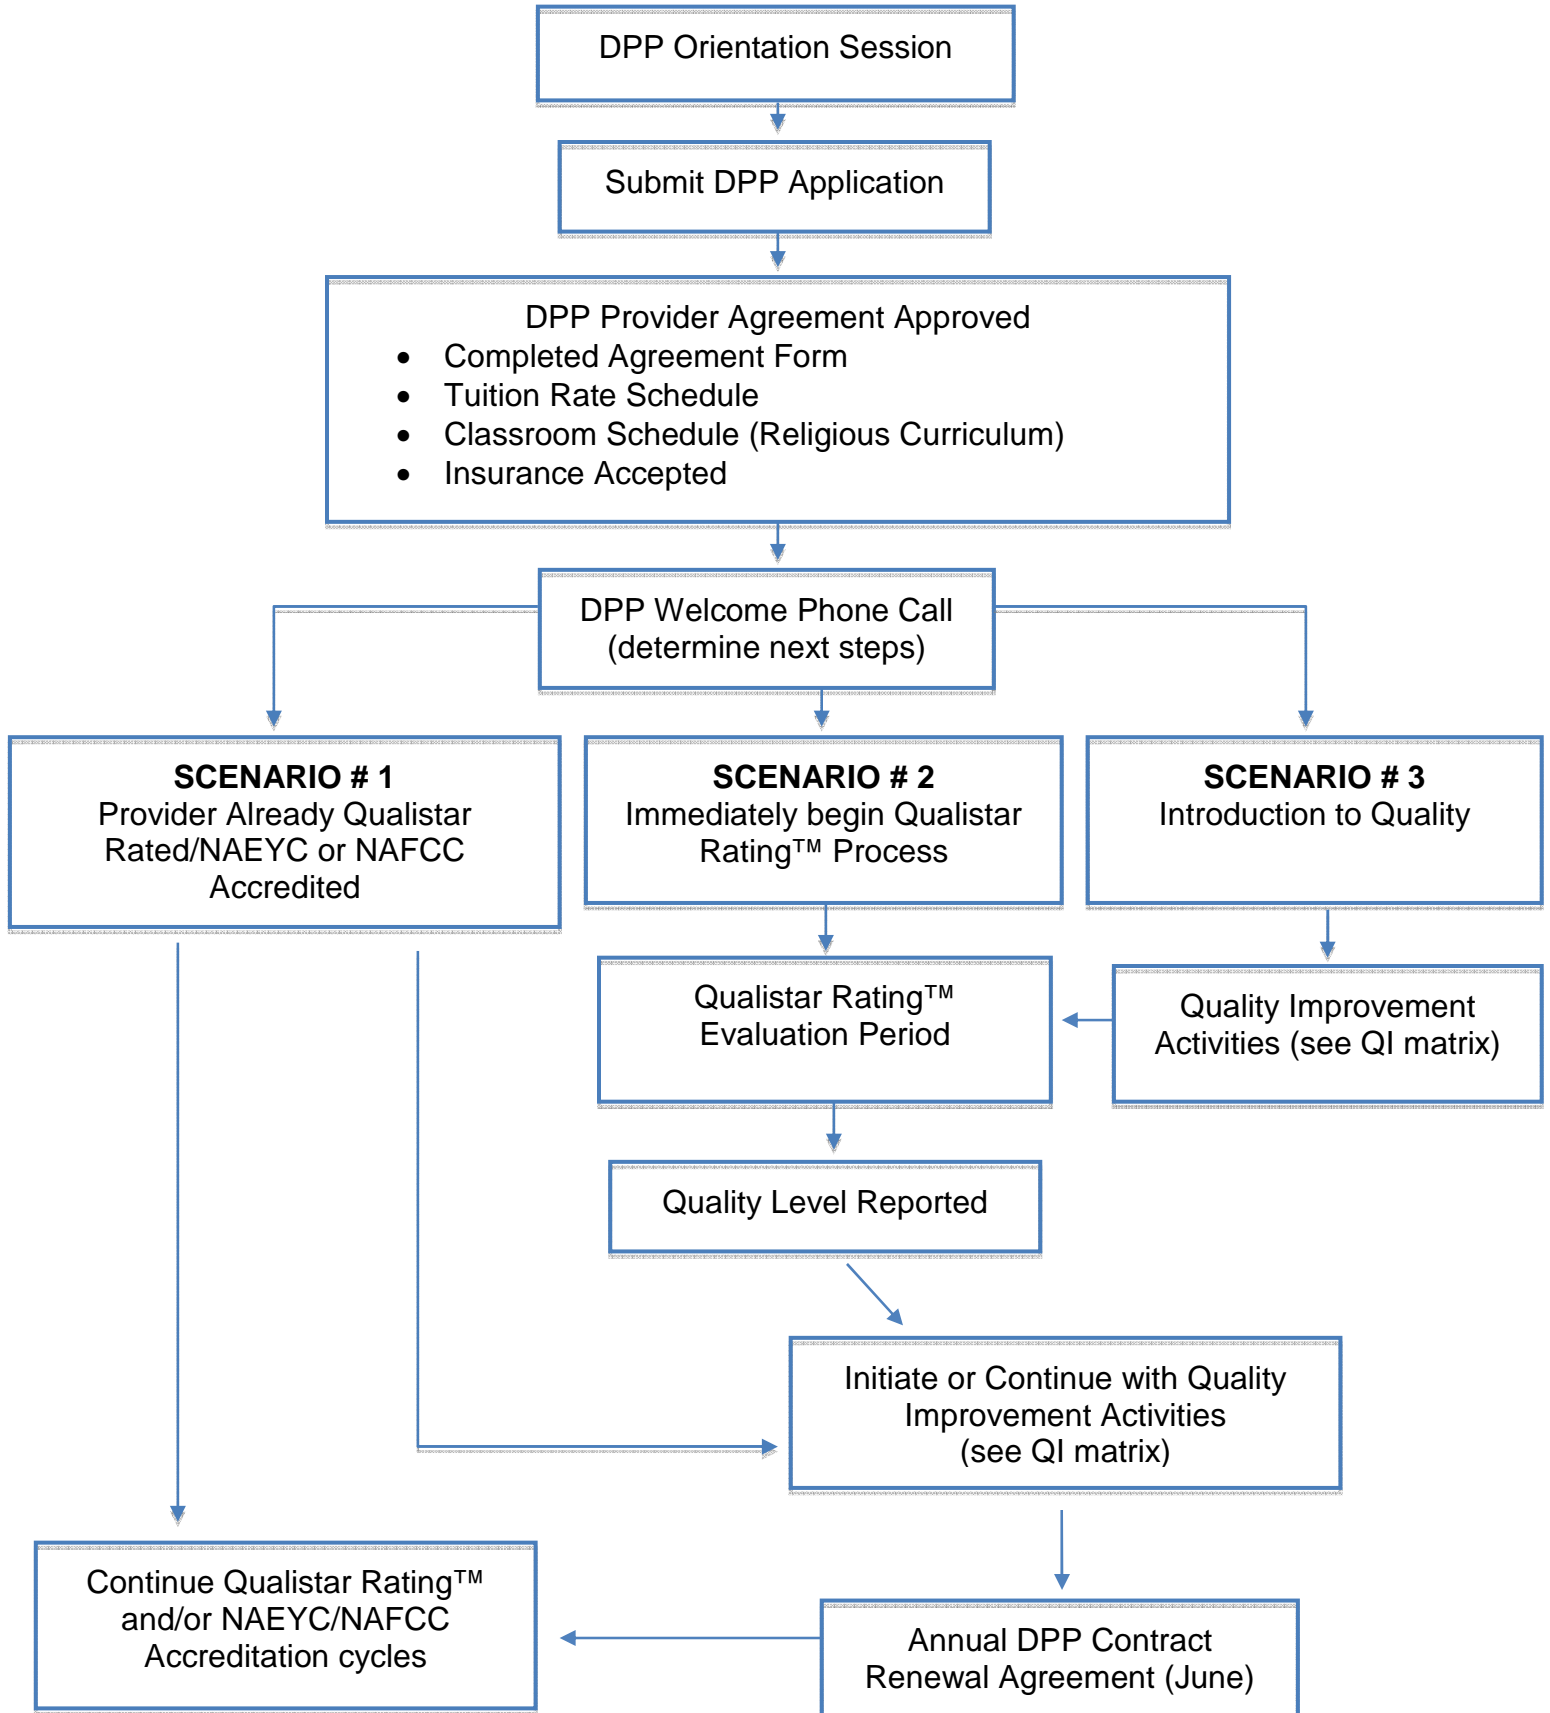 DPP Orientation Session
Submit DPP Application
DPP Provider Agreement Approved
• Completed Agreement Form
• Tuition Rate Schedule
• Classroom Schedule (Religious Curriculum)
• Insurance Accepted
DPP Welcome Phone Call
(determine next steps)
SCENARIO # 1
Provider Already Qualistar
Rated/NAEYC or NAFCC
Accredited
SCENARIO # 2
Immediately begin Qualistar
Rating™ Process
SCENARIO # 3
Introduction to Quality
Qualistar Rating™
Evaluation Period
Quality Improvement
Activities (see QI matrix)
Quality Level Reported
Initiate or Continue with Quality
Improvement Activities
(see QI matrix)
Continue Qualistar Rating™
and/or NAEYC/NAFCC
Accreditation cycles
Annual DPP Contract
Renewal Agreement (June)